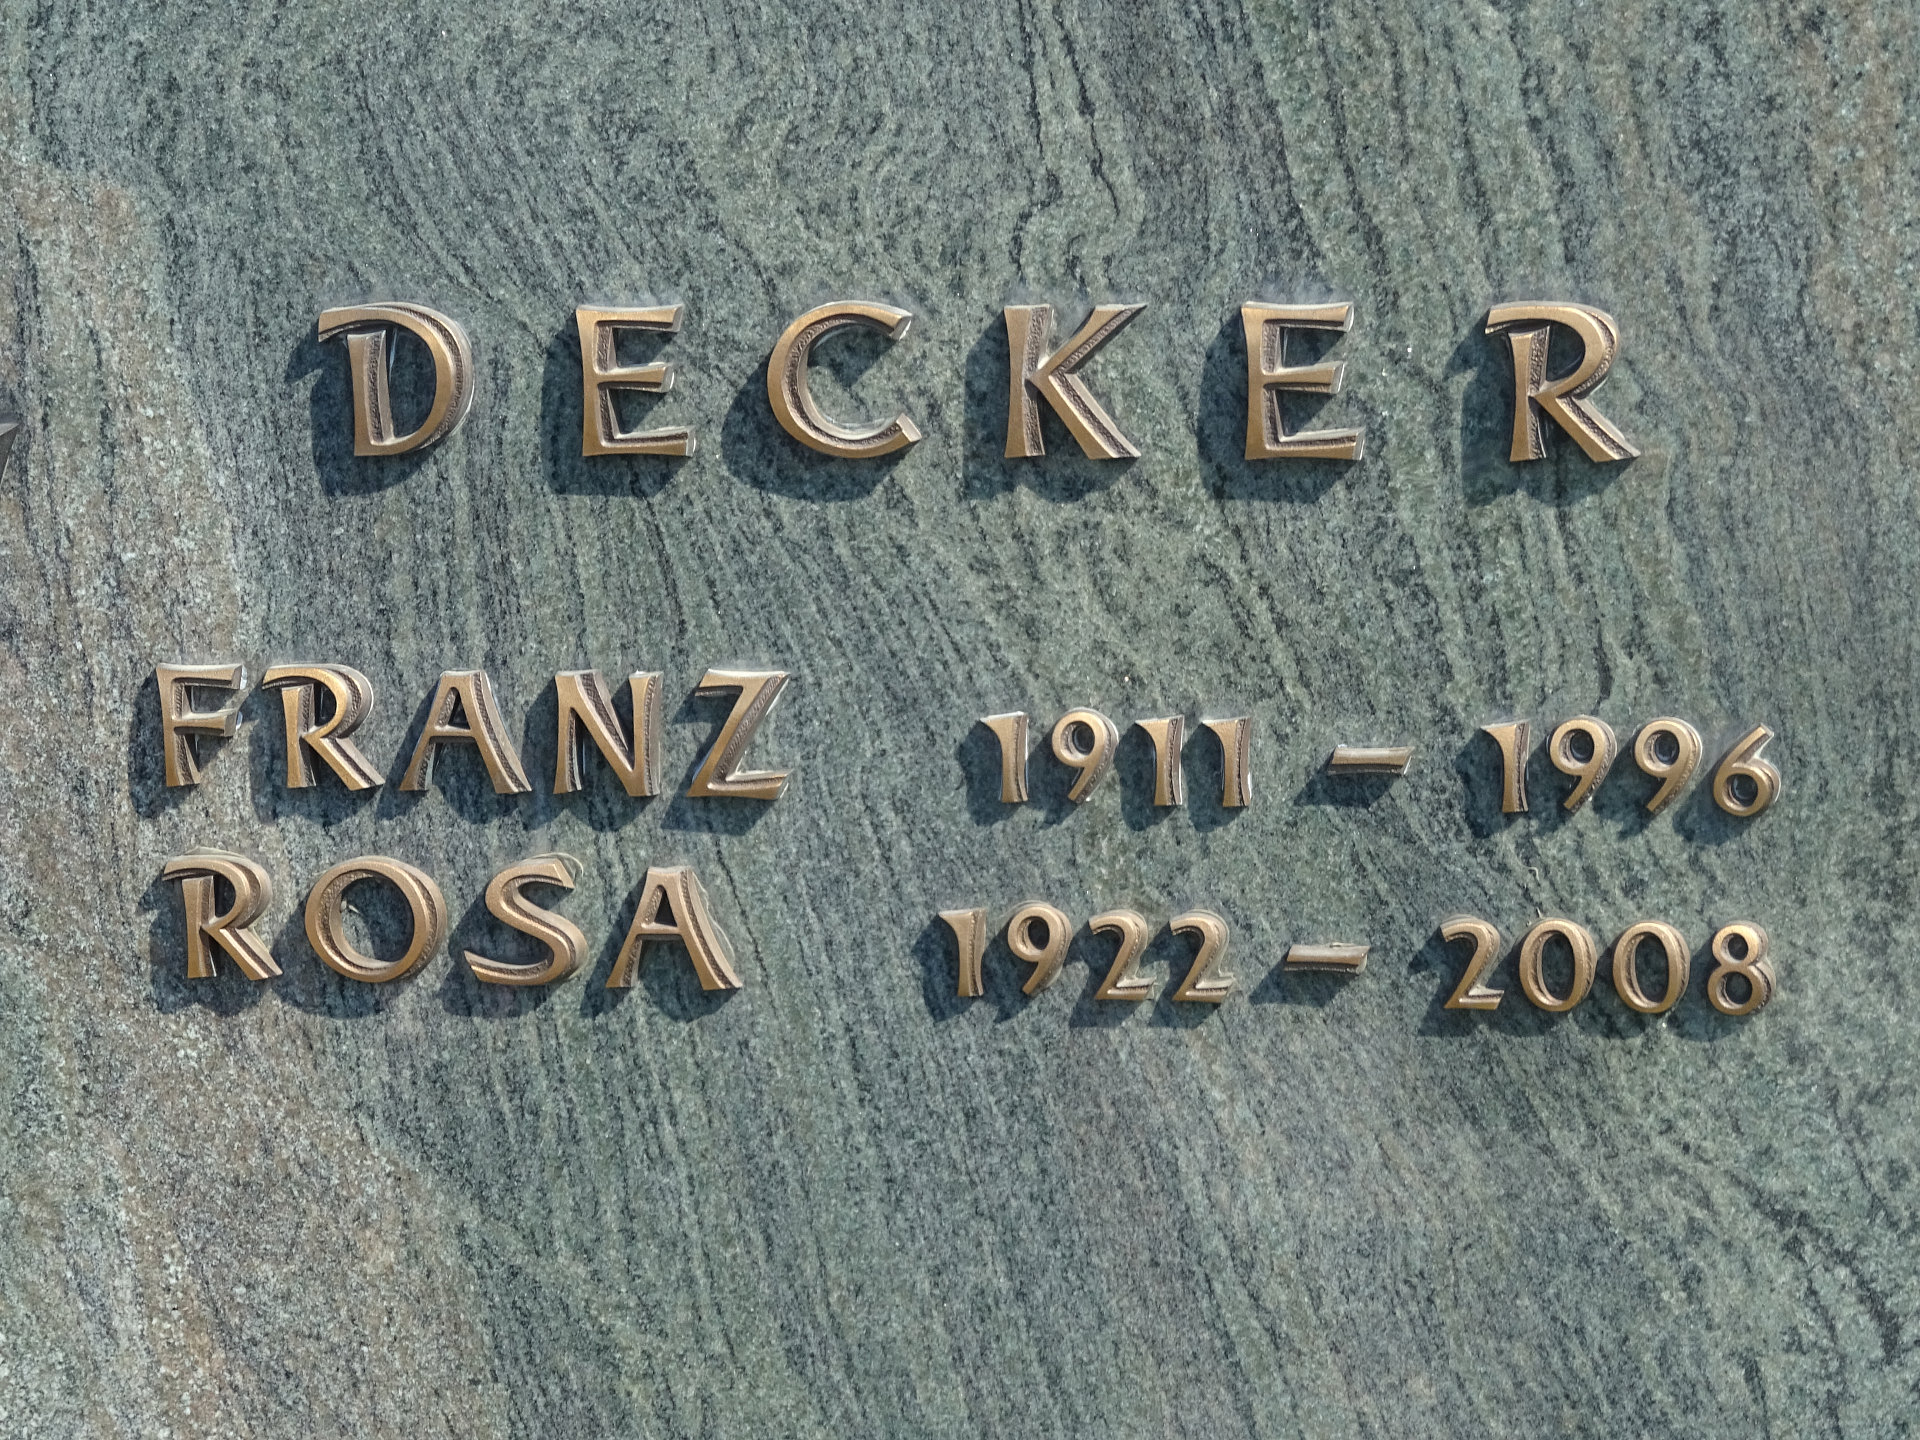 DECKER
FRANZ 1911 – 1996
ROSA 1922 – 2008